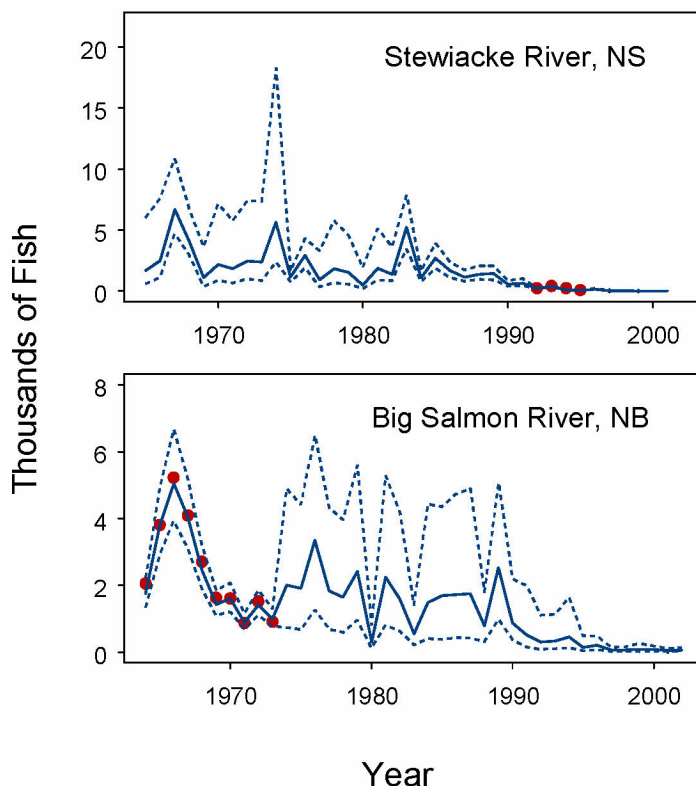 Stewiacke River, NS
20
15
10
5
0
1970 1980 1990 2000
Thousands of Fish
Big Salmon River, NB
8
6
4
2
0
1970 1980 1990 2000
Year